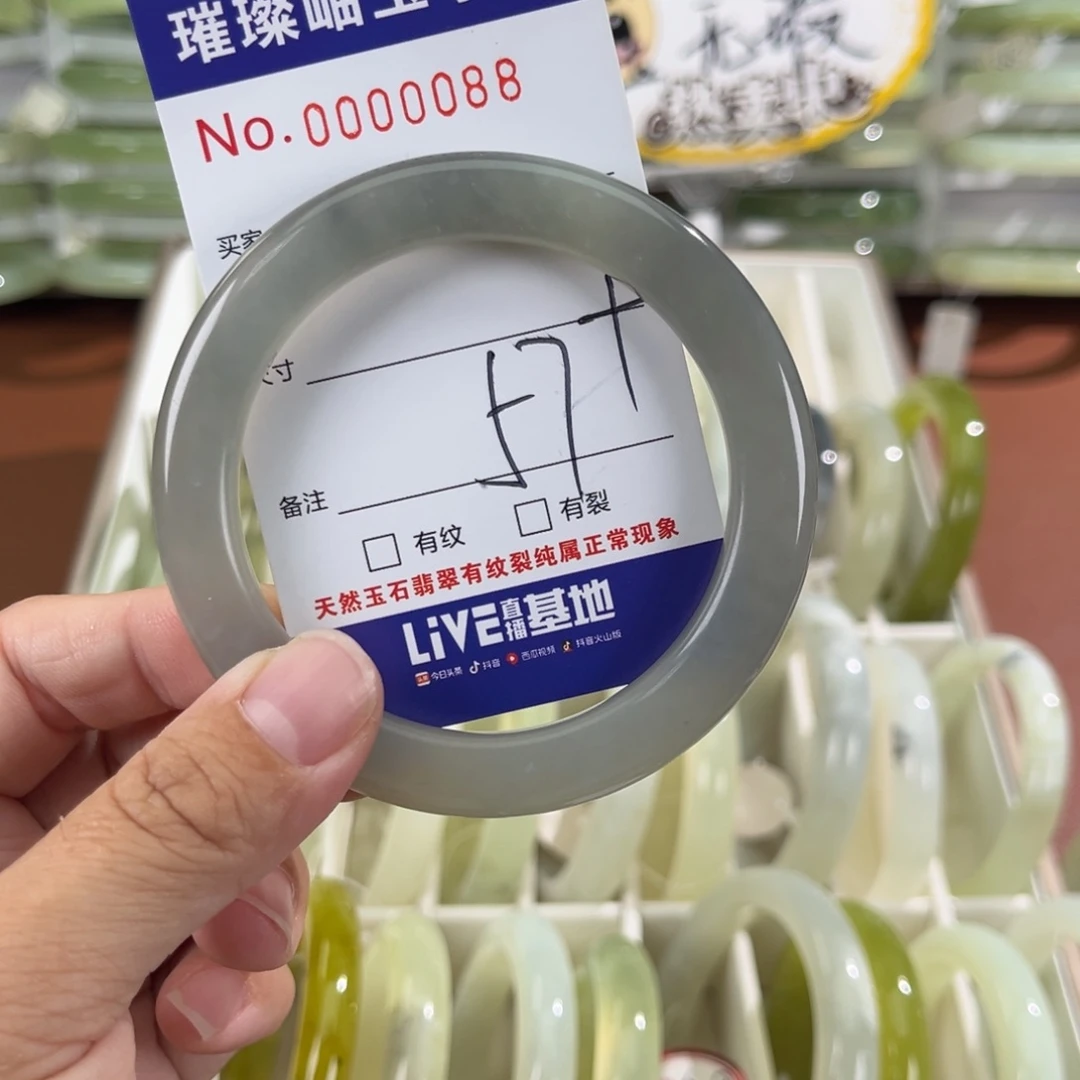 璀璨岫玉
No.0000088
买家
寸
57+
备注
有纹 有裂
天然玉石翡翠有纹裂纯属正常现象
LiVE直播基地
今日头条 抖音 西瓜视频 抖音火山版